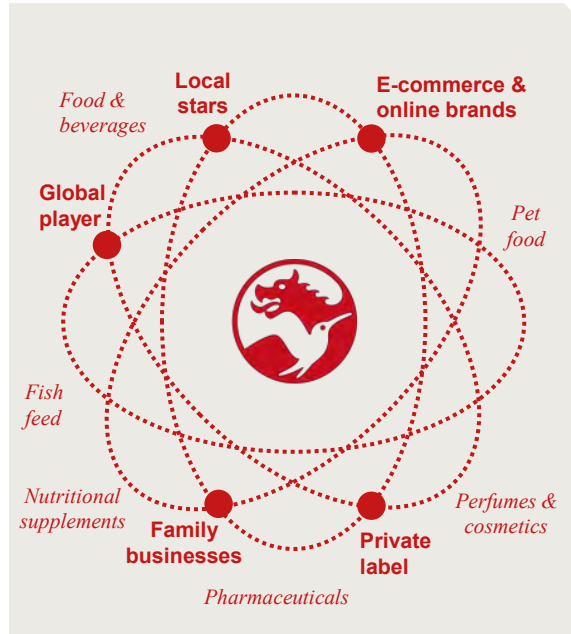 Local
stars
E-commerce &
online brands
Food &
beverages
Global
player
Pet
food
Fish
feed
Nutritional
supplements
Family
businesses
Private
label
Perfumes &
cosmetics
Pharmaceuticals